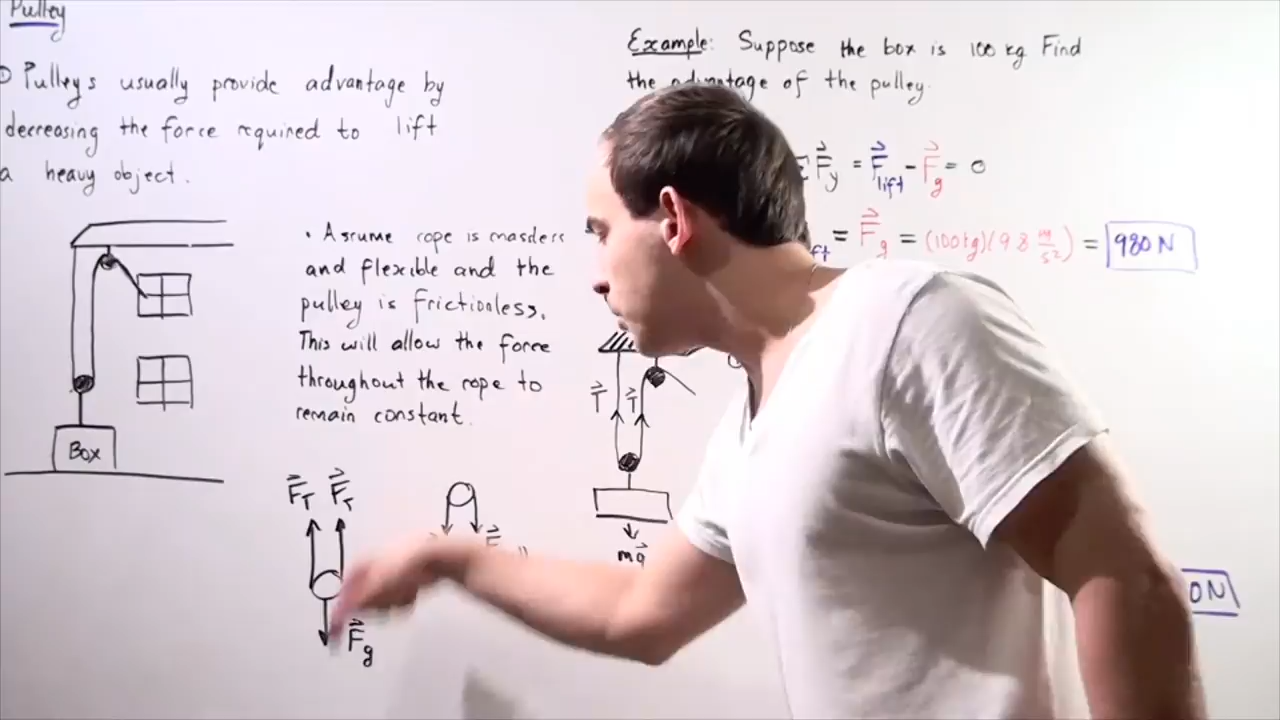 Pulley
Pulleys usually provide advantage by
decreasing the force required to lift
a heavy object.
Box
• Assume rope is massless
and flexible and the
pulley is frictionless.
This will allow the force
throughout the rope to
remain constant.
F⃗T F⃗T
F⃗g
Example: Suppose the box is 100 kg Find
the advantage of the pulley.
ΣF⃗y = F⃗lift - F⃗g = 0
= F⃗g = (100kg)(9.8 m/s²) = 980 N
T⃗ T⃗
mg⃗
0N